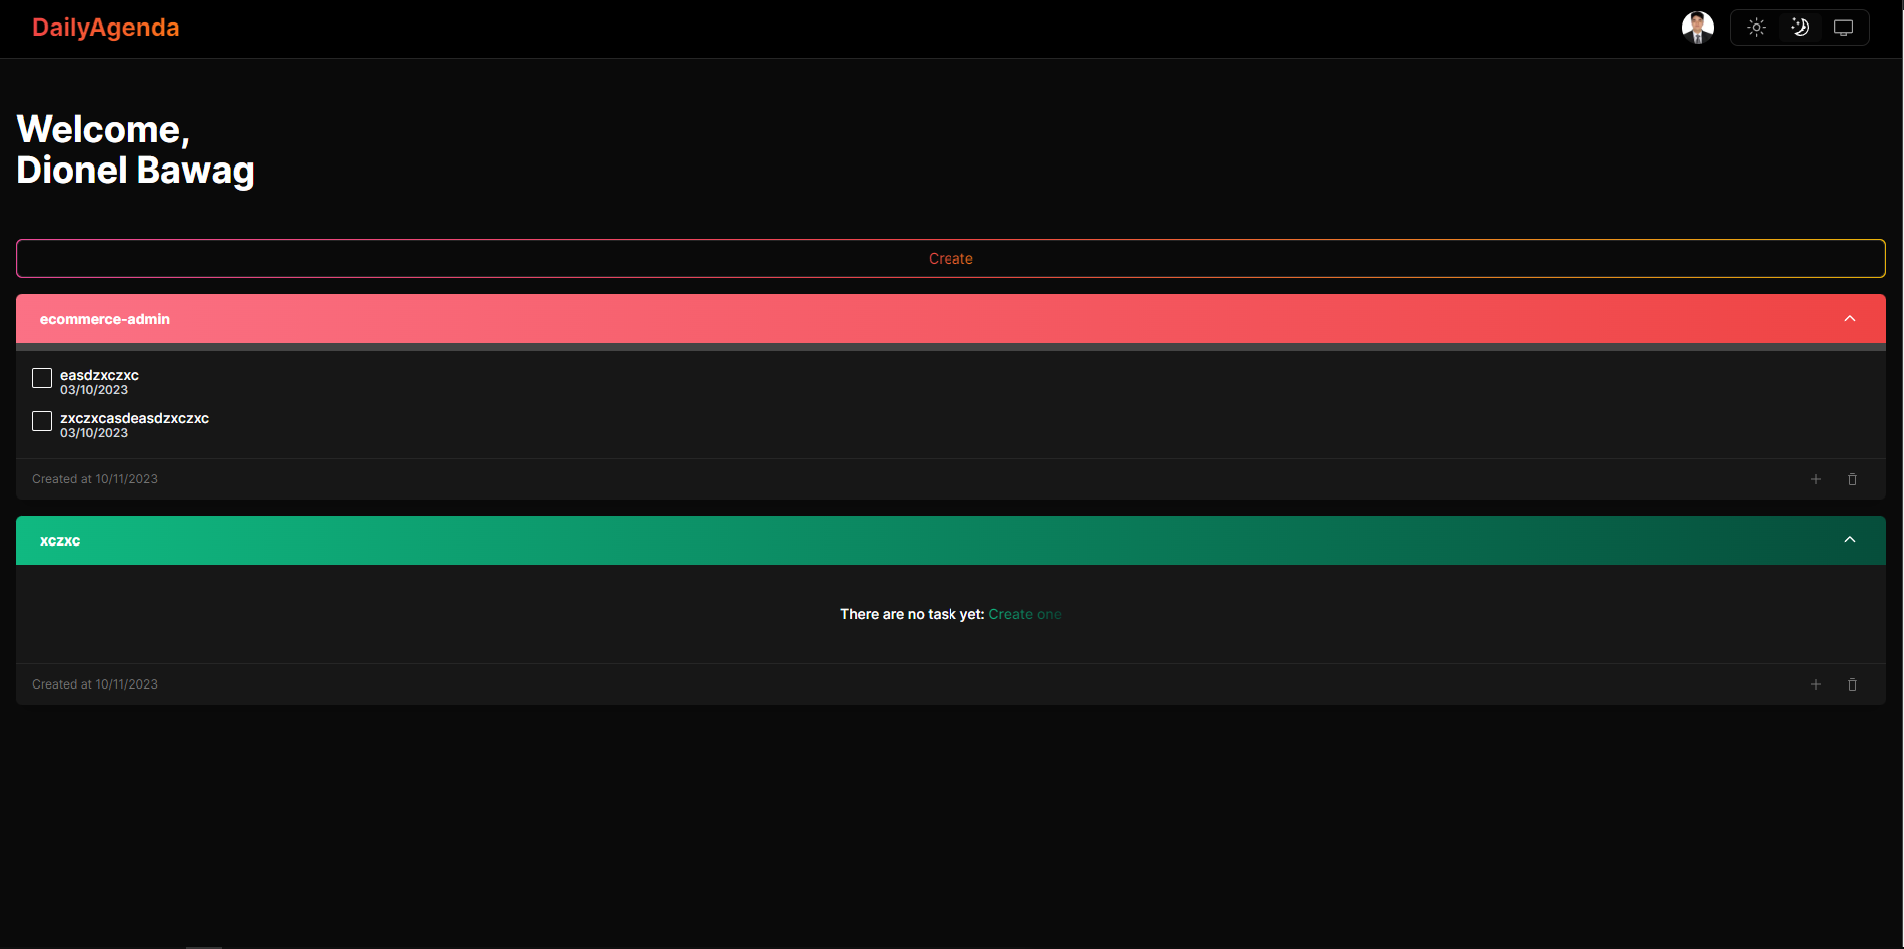 DailyAgenda
Welcome,
Dionel Bawag
Create
ecommerce-admin
easdzxczxc
03/10/2023
zxczxcasdeasdzxczxc
03/10/2023
Created at 10/11/2023
xczxc
There are no task yet: Create one
Created at 10/11/2023